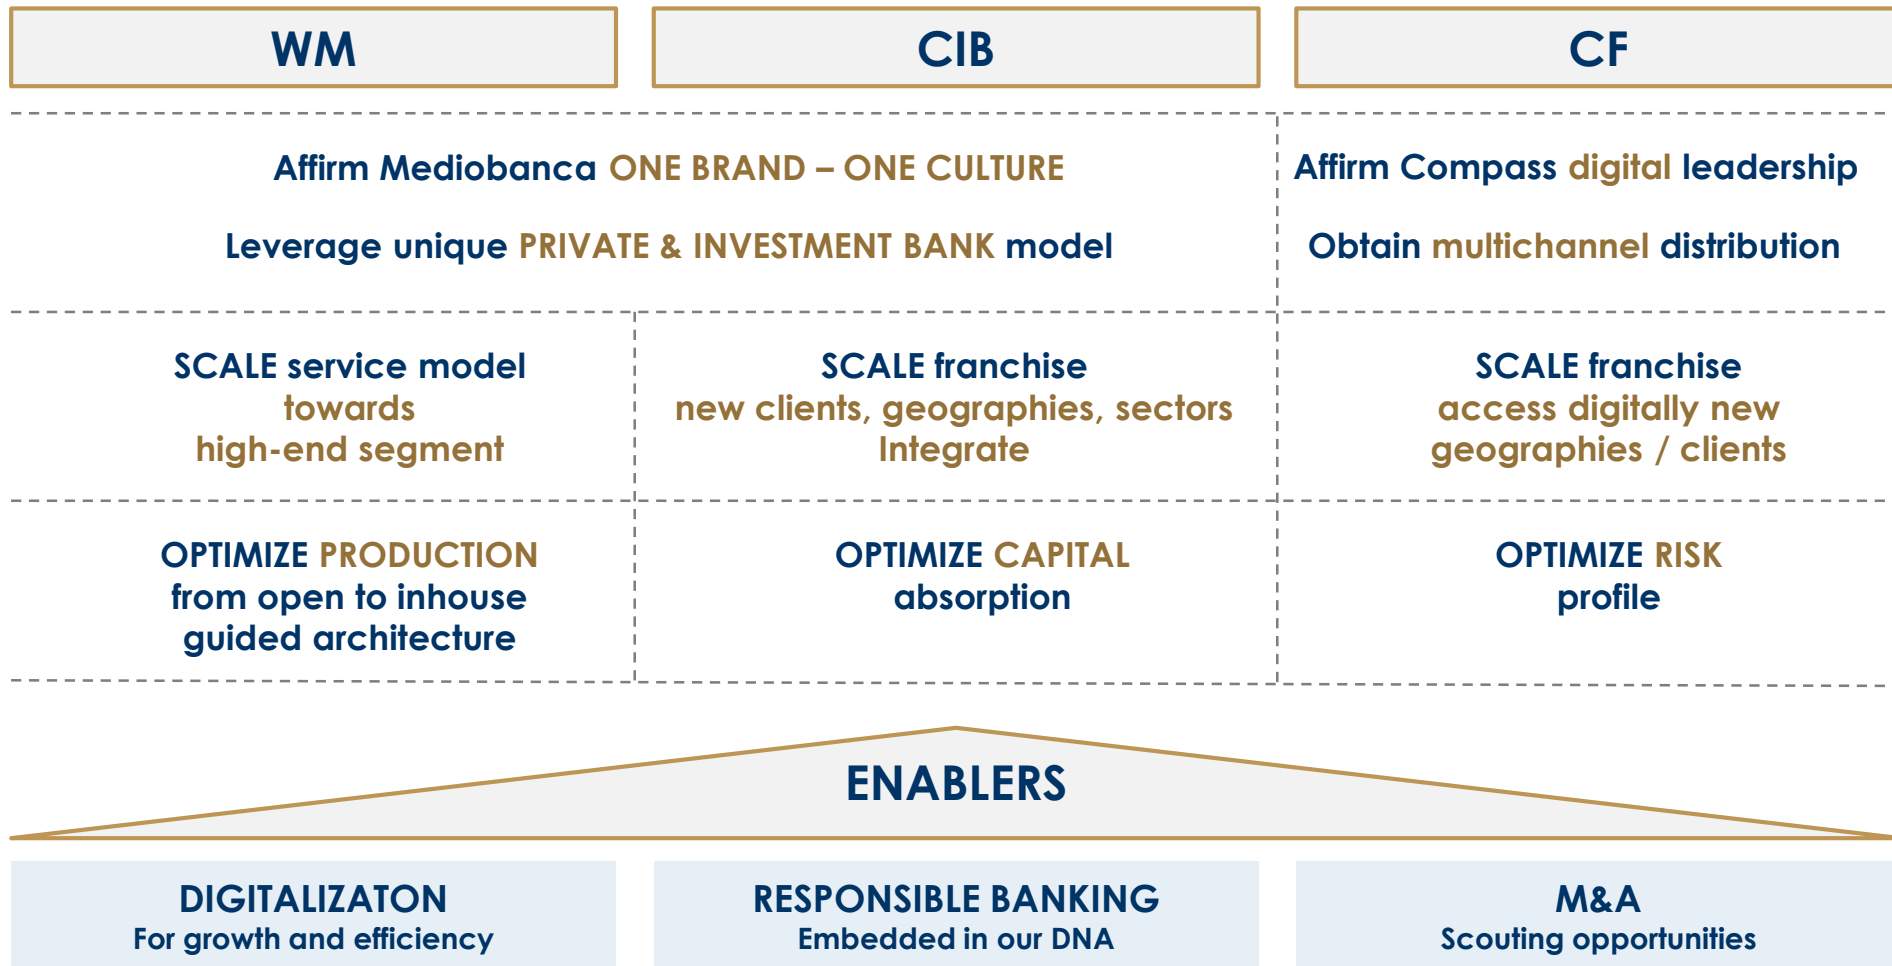 WM
CIB
CF
Affirm Mediobanca ONE BRAND – ONE CULTURE
Leverage unique PRIVATE & INVESTMENT BANK model
Affirm Compass digital leadership
Obtain multichannel distribution
SCALE service model
towards
high-end segment
SCALE franchise
new clients, geographies, sectors
Integrate
SCALE franchise
access digitally new
geographies / clients
OPTIMIZE PRODUCTION
from open to inhouse
guided architecture
OPTIMIZE CAPITAL
absorption
OPTIMIZE RISK
profile
ENABLERS
DIGITALIZATON
For growth and efficiency
RESPONSIBLE BANKING
Embedded in our DNA
M&A
Scouting opportunities